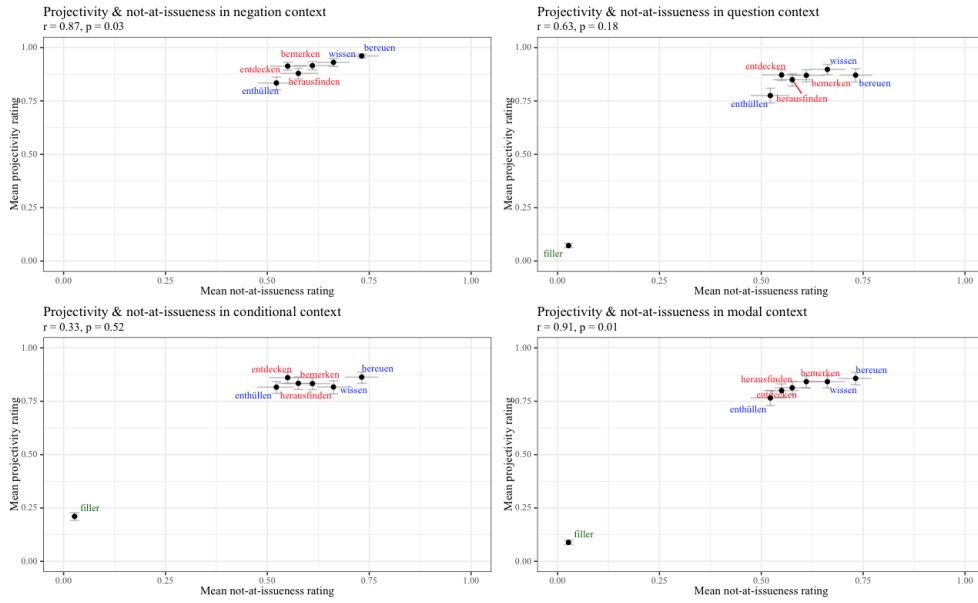 Projectivity & not-at-issueness in negation context
r = 0.87, p = 0.03
Mean projectivity rating
1.00
0.75
0.50
0.25
0.00
bereuen
bemerken
wissen
entdecken
herausfinden
enthüllen
0.00
0.25
0.50
0.75
1.00
Mean not-at-issueness rating
Projectivity & not-at-issueness in question context
r = 0.63, p = 0.18
Mean projectivity rating
1.00
0.75
0.50
0.25
0.00
wissen
entdecken
bemerken
bereuen
herausfinden
enthüllen
filler
0.00
0.25
0.50
0.75
1.00
Mean not-at-issueness rating
Projectivity & not-at-issueness in conditional context
r = 0.33, p = 0.52
Mean projectivity rating
1.00
0.75
0.50
0.25
0.00
entdecken
bereuen
bemerken
wissen
enthüllen
herausfinden
filler
0.00
0.25
0.50
0.75
1.00
Mean not-at-issueness rating
Projectivity & not-at-issueness in modal context
r = 0.91, p = 0.01
Mean projectivity rating
1.00
0.75
0.50
0.25
0.00
bereuen
bemerken
herausfinden
wissen
entdecken
enthüllen
filler
0.00
0.25
0.50
0.75
1.00
Mean not-at-issueness rating